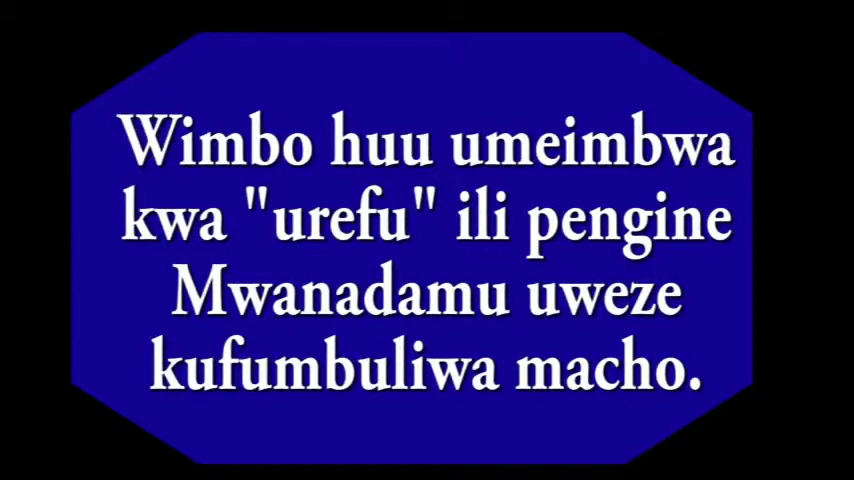 Wimbo huu umeimbwa
kwa "urefu" ili pengine
Mwanadamu uweze
kufumbuliwa macho.